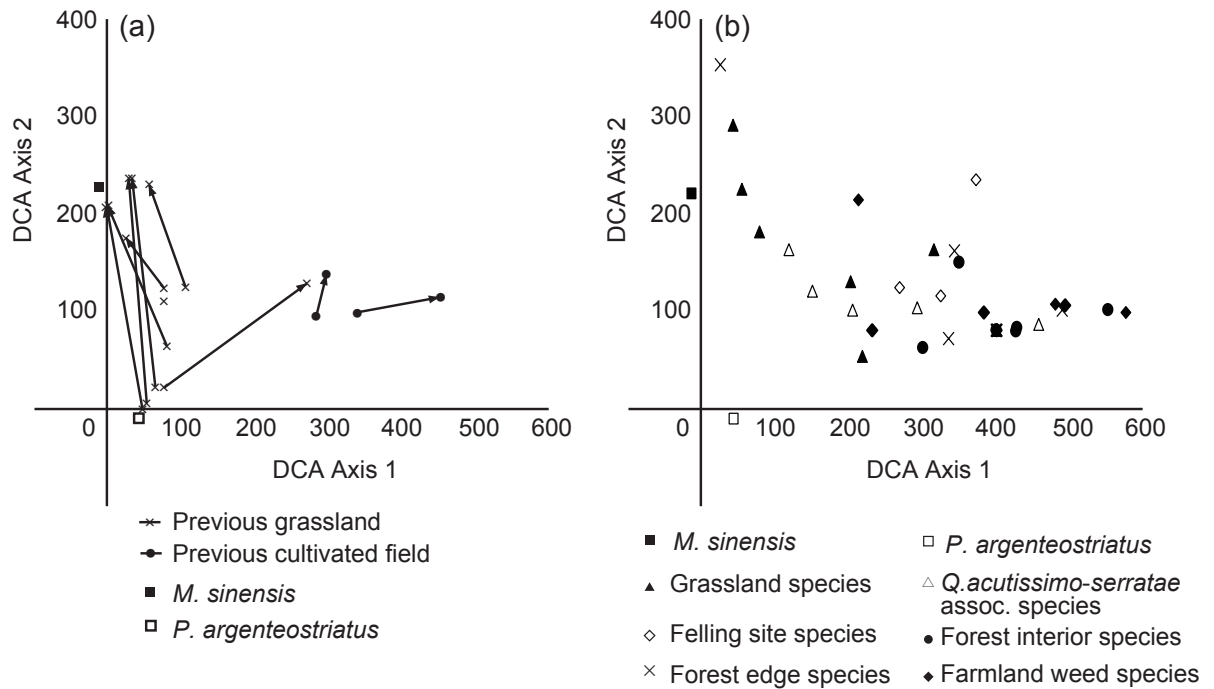 (a)
400
300
200
100
0
100
200
300
400
500
600
DCA Axis 2
DCA Axis 1
Previous grassland
Previous cultivated field
M. sinensis
P. argenteostriatus
(b)
400
300
200
100
0
100
200
300
400
500
600
DCA Axis 2
DCA Axis 1
M. sinensis
Grassland species
Felling site species
Forest edge species
P. argenteostriatus
Q.acutissimo-serratae
assoc. species
Forest interior species
Farmland weed species